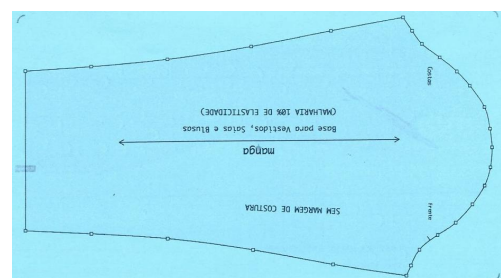 SEM MARGEM DE COSTURA
manga
Base para Vestidos, Saias e Blusas
(MALHARIA 10% DE ELASTICIDADE)
Frente
Costas